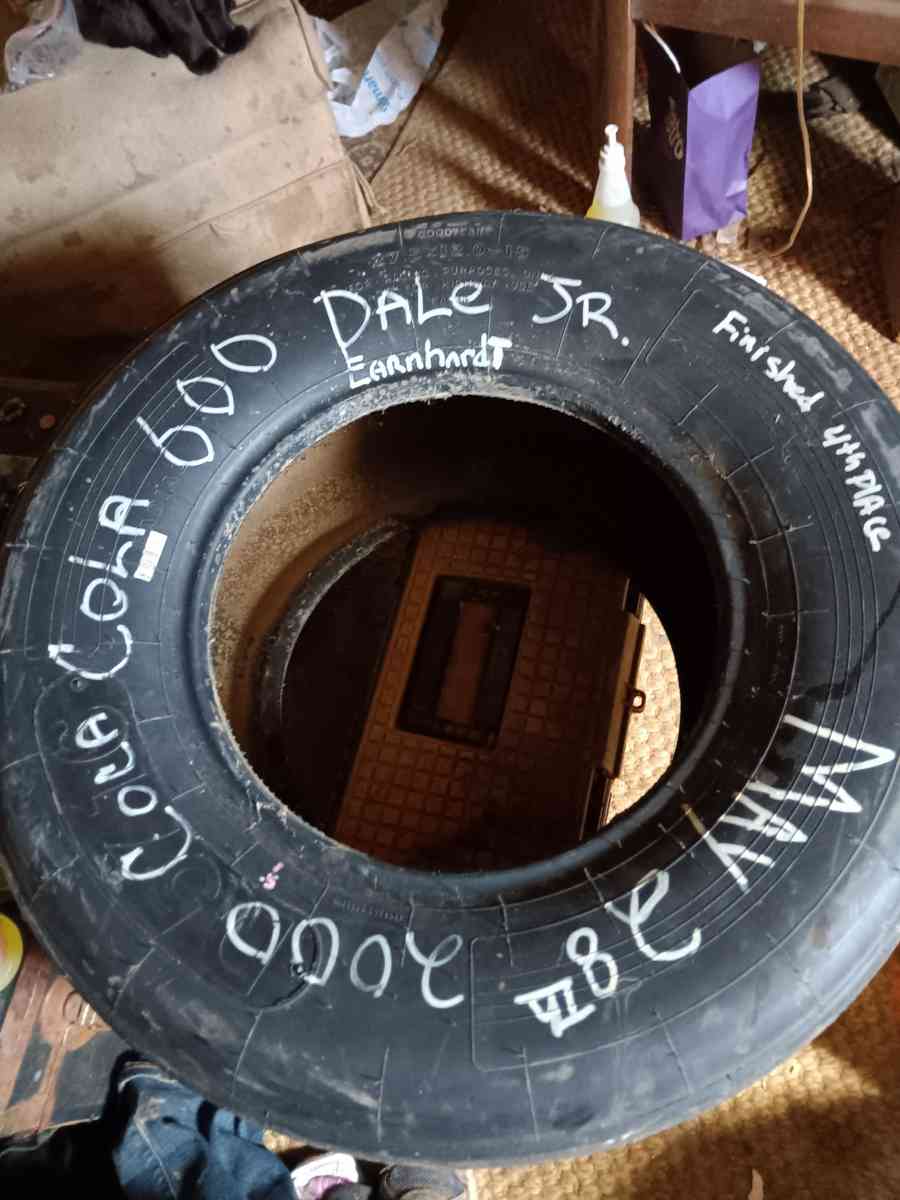 GOODYEAR
DALE JR.
EARnhardT
Finished 4th PlAce
MAY 28TH
2000
CoCA CoLA 600